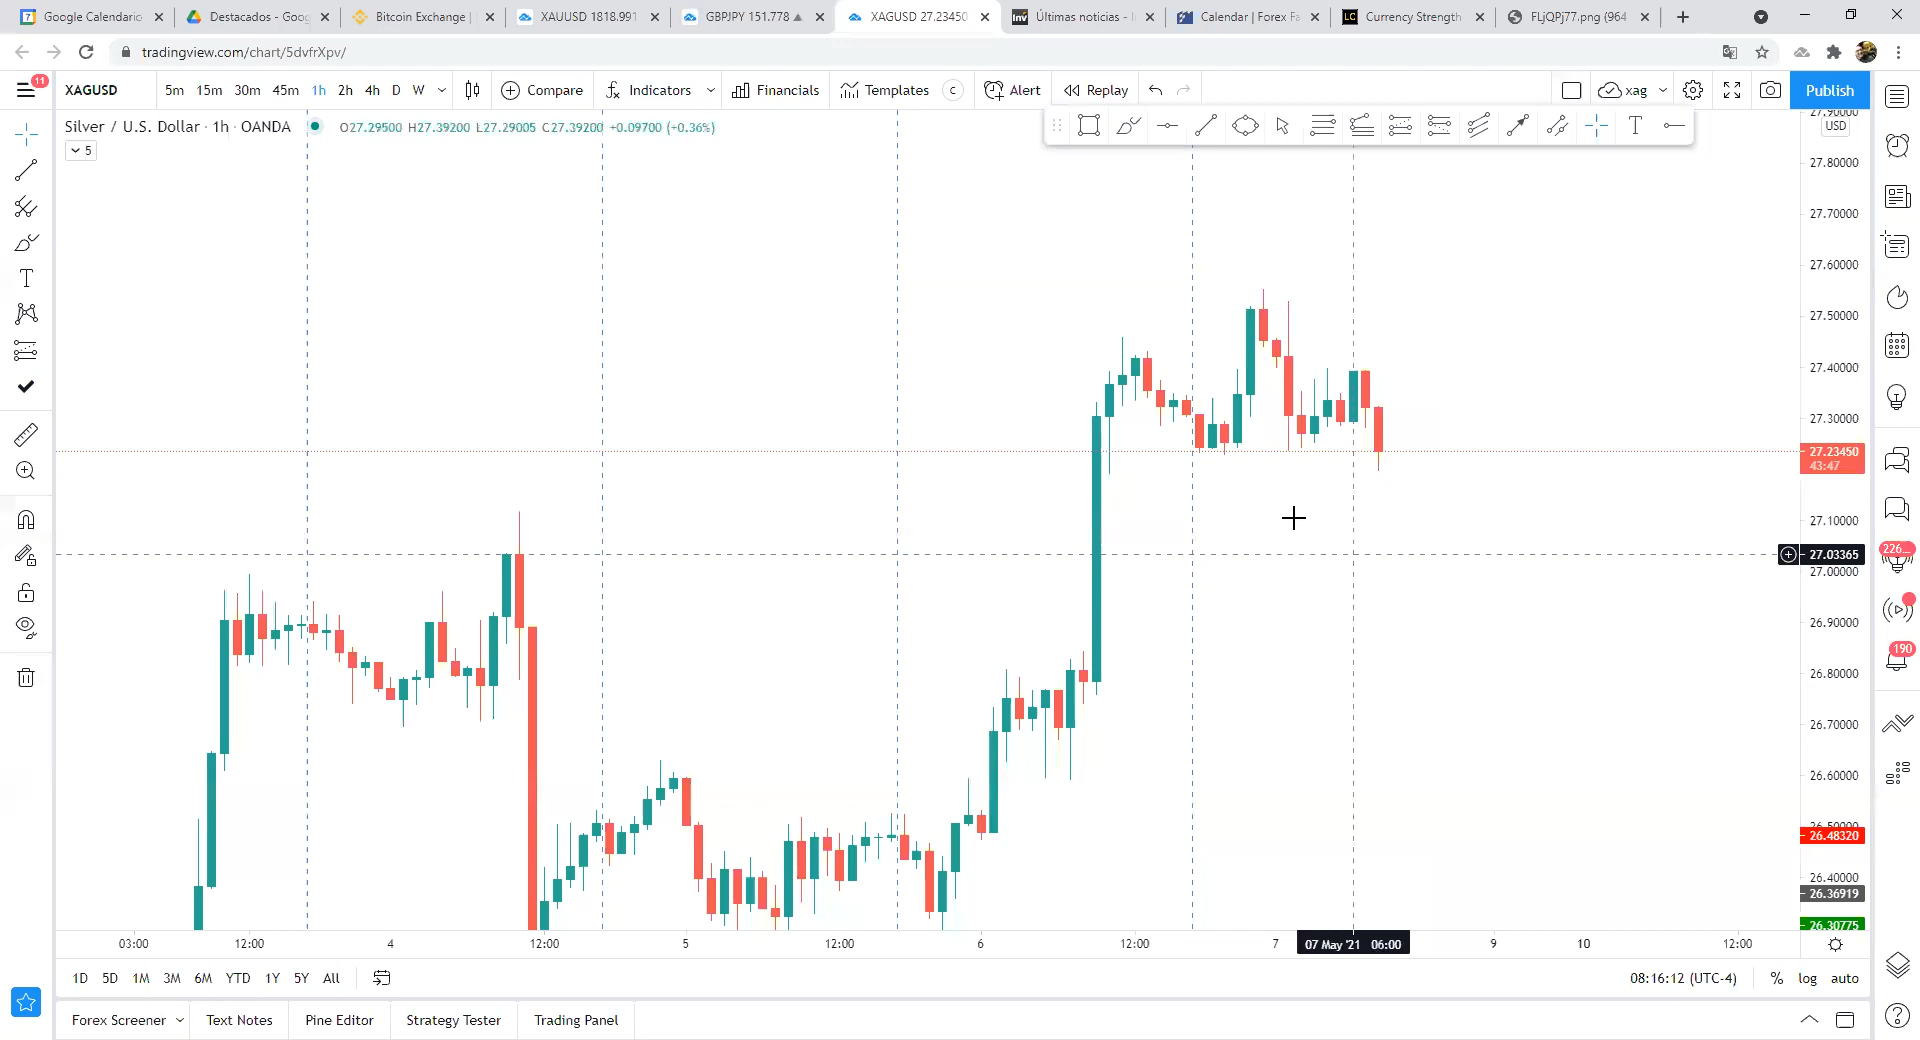 Google Calendario
Destacados - Goog
Bitcoin Exchange |
XAUUSD 1818.991
GBPJPY 151.778 ▲
XAGUSD 27.23450
Últimas noticias - I
Calendar | Forex Fa
Currency Strength
FLjQPj77.png (964
tradingview.com/chart/5dvfrXpv/
11
XAGUSD
5m 15m 30m 45m 1h 2h 4h D W
Compare
Indicators
Financials
Templates
C
Alert
Replay
xag
Publish
Silver / U.S. Dollar · 1h · OANDA
O27.29500 H27.39200 L27.29005 C27.39200 +0.09700 (+0.36%)
5
27.90000
USD
27.80000
27.70000
27.60000
27.50000
27.40000
27.30000
27.23450
43:47
27.10000
27.03365
27.00000
26.90000
26.80000
26.70000
26.60000
26.50000
26.48320
26.40000
26.36919
26.30775
226...
190
03:00 12:00 4 12:00 5 12:00 6 12:00 7 07 May '21 06:00 9 10 12:00
1D 5D 1M 3M 6M YTD 1Y 5Y All
08:16:12 (UTC-4) % log auto
Forex Screener Text Notes Pine Editor Strategy Tester Trading Panel